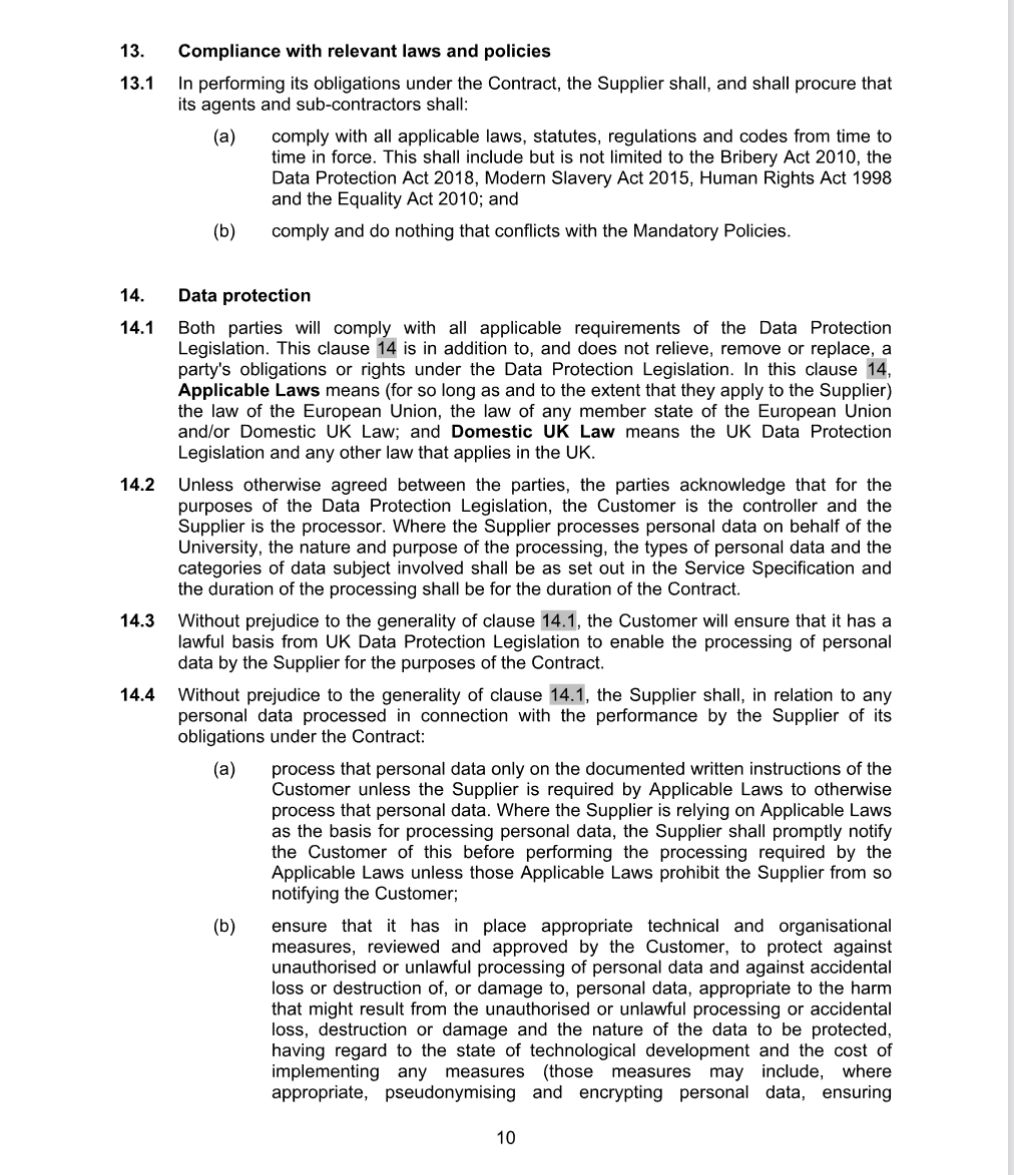 13. Compliance with relevant laws and policies
13.1 In performing its obligations under the Contract, the Supplier shall, and shall procure that
its agents and sub-contractors shall:
(a) comply with all applicable laws, statutes, regulations and codes from time to
time in force. This shall include but is not limited to the Bribery Act 2010, the
Data Protection Act 2018, Modern Slavery Act 2015, Human Rights Act 1998
and the Equality Act 2010; and
(b) comply and do nothing that conflicts with the Mandatory Policies.
14. Data protection
14.1 Both parties will comply with all applicable requirements of the Data Protection
Legislation. This clause 14 is in addition to, and does not relieve, remove or replace, a
party's obligations or rights under the Data Protection Legislation. In this clause 14,
Applicable Laws means (for so long as and to the extent that they apply to the Supplier)
the law of the European Union, the law of any member state of the European Union
and/or Domestic UK Law; and Domestic UK Law means the UK Data Protection
Legislation and any other law that applies in the UK.
14.2 Unless otherwise agreed between the parties, the parties acknowledge that for the
purposes of the Data Protection Legislation, the Customer is the controller and the
Supplier is the processor. Where the Supplier processes personal data on behalf of the
University, the nature and purpose of the processing, the types of personal data and the
categories of data subject involved shall be as set out in the Service Specification and
the duration of the processing shall be for the duration of the Contract.
14.3 Without prejudice to the generality of clause 14.1, the Customer will ensure that it has a
lawful basis from UK Data Protection Legislation to enable the processing of personal
data by the Supplier for the purposes of the Contract.
14.4 Without prejudice to the generality of clause 14.1, the Supplier shall, in relation to any
personal data processed in connection with the performance by the Supplier of its
obligations under the Contract:
(a) process that personal data only on the documented written instructions of the
Customer unless the Supplier is required by Applicable Laws to otherwise
process that personal data. Where the Supplier is relying on Applicable Laws
as the basis for processing personal data, the Supplier shall promptly notify
the Customer of this before performing the processing required by the
Applicable Laws unless those Applicable Laws prohibit the Supplier from so
notifying the Customer;
(b) ensure that it has in place appropriate technical and organisational
measures, reviewed and approved by the Customer, to protect against
unauthorised or unlawful processing of personal data and against accidental
loss or destruction of, or damage to, personal data, appropriate to the harm
that might result from the unauthorised or unlawful processing or accidental
loss, destruction or damage and the nature of the data to be protected,
having regard to the state of technological development and the cost of
implementing any measures (those measures may include, where
appropriate, pseudonymising and encrypting personal data, ensuring
10